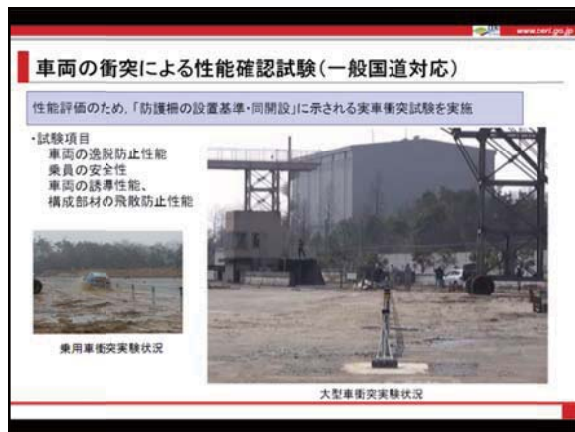 www.ceri.go.jp
車両の衝突による性能確認試験(一般国道対応)
性能評価のため,「防護柵の設置基準・同開設」に示される実車衝突試験を実施
・試験項目
車両の逸脱防止性能
乗員の安全性
車両の誘導性能、
構成部材の飛散防止性能
乗用車衝突実験状況
大型車衝突実験状況